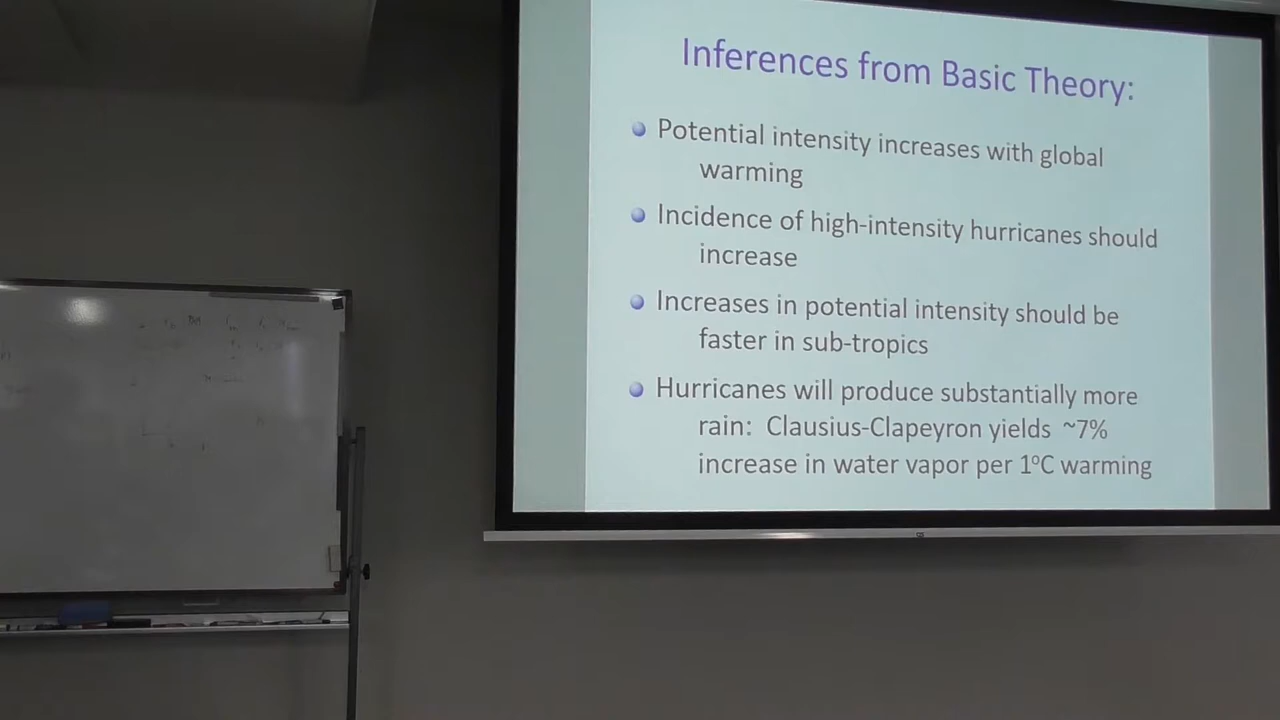 Inferences from Basic Theory:
Potential intensity increases with global
warming
Incidence of high-intensity hurricanes should
increase
Increases in potential intensity should be
faster in sub-tropics
Hurricanes will produce substantially more
rain: Clausius-Clapeyron yields ~7%
increase in water vapor per 1°C warming